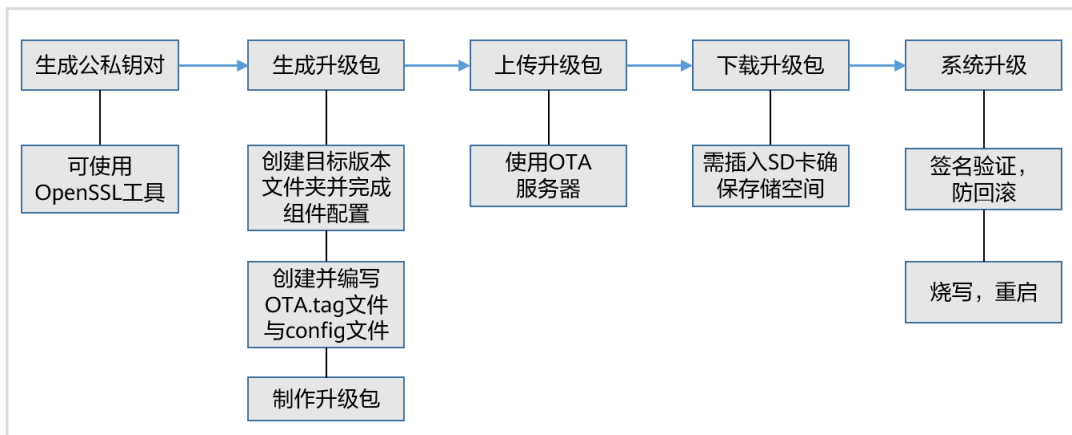 生成公私钥对
生成升级包
上传升级包
下载升级包
系统升级
可使用
OpenSSL工具
创建目标版本
文件夹并完成
组件配置
使用OTA
服务器
需插入SD卡确
保存储空间
签名验证，
防回滚
创建并编写
OTA.tag文件
与config文件
烧写，重启
制作升级包